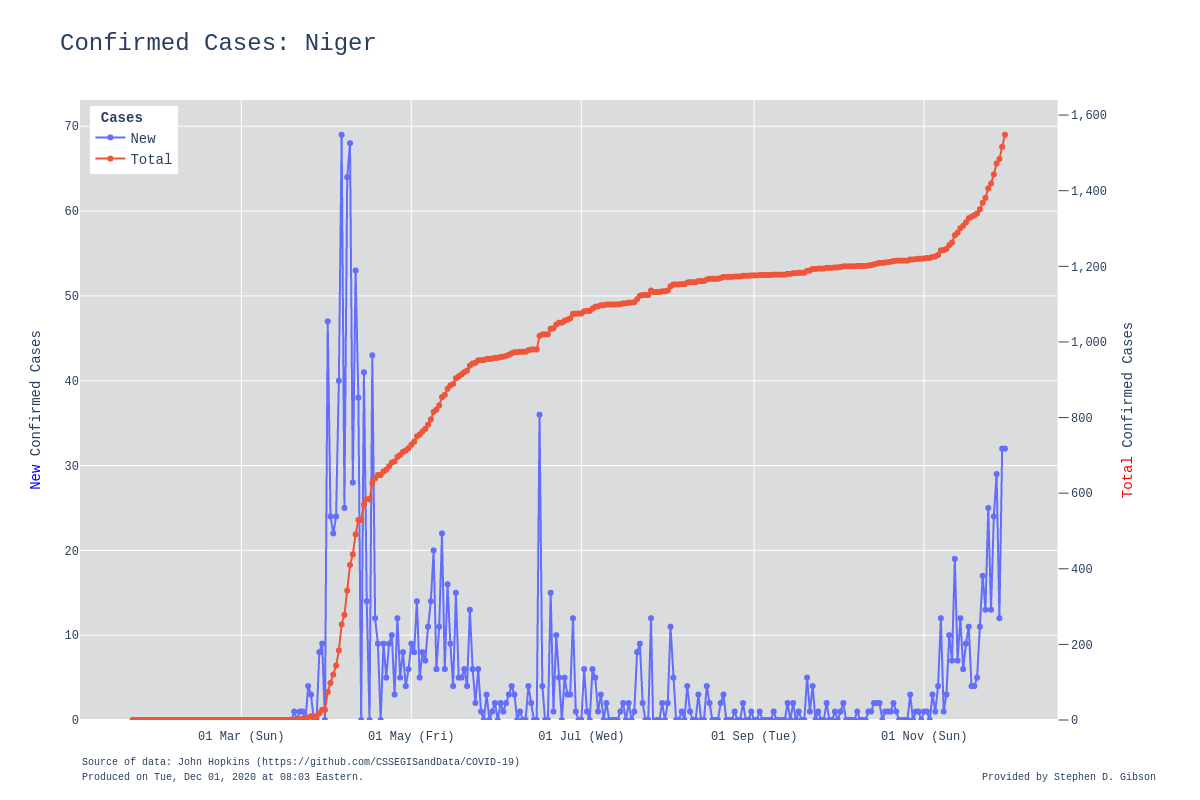 Confirmed Cases: Niger
Cases
New
Total
70
60
50
40
30
20
10
0
New Confirmed Cases
1,600
1,400
1,200
1,000
800
600
400
200
0
Total Confirmed Cases
01 Mar (Sun) 01 May (Fri) 01 Jul (Wed) 01 Sep (Tue) 01 Nov (Sun)
Source of data: John Hopkins (https://github.com/CSSEGISandData/COVID-19)
Produced on Tue, Dec 01, 2020 at 08:03 Eastern.
Provided by Stephen D. Gibson